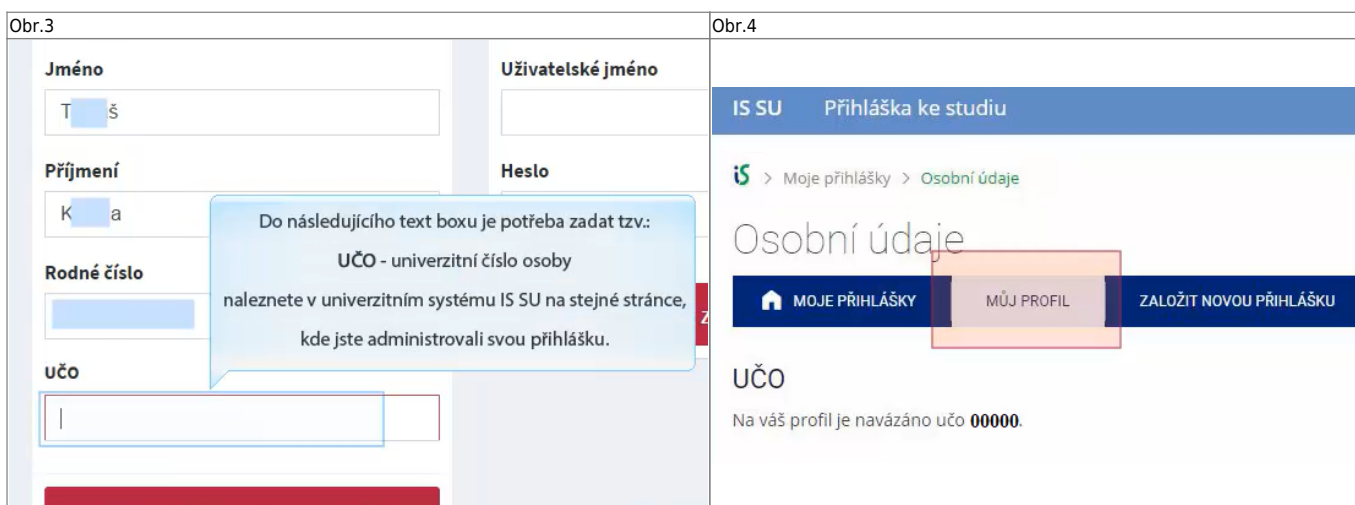 Obr.3
Jméno
T š
Příjmení
K a
Rodné číslo
UČO
Uživatelské jméno
Heslo
Z
Do následujícího text boxu je potřeba zadat tzv.:
UČO - univerzitní číslo osoby
naleznete v univerzitním systému IS SU na stejné stránce,
kde jste administrovali svou přihlášku.
Obr.4
IS SU Přihláška ke studiu
iS > Moje přihlášky > Osobní údaje
Osobní údaje
MOJE PŘIHLÁŠKY MŮJ PROFIL ZALOŽIT NOVOU PŘIHLÁŠKU
UČO
Na váš profil je navázáno učo 00000.